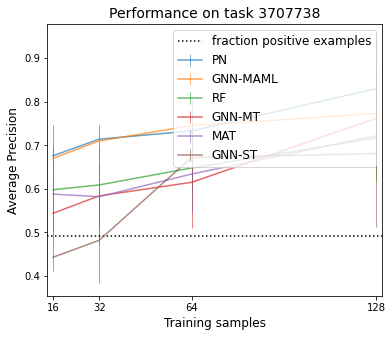 Performance on task 3707738
Average Precision
0.9
0.8
0.7
0.6
0.5
0.4
fraction positive examples
PN
GNN-MAML
RF
GNN-MT
MAT
GNN-ST
16 32 64 128
Training samples